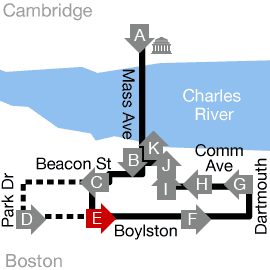 Cambridge
A
Mass Ave
Charles
River
K
B
J
Beacon St
Comm
Ave
C
I
H
G
Dartmouth
Park Dr
D
E
F
Boylston
Boston